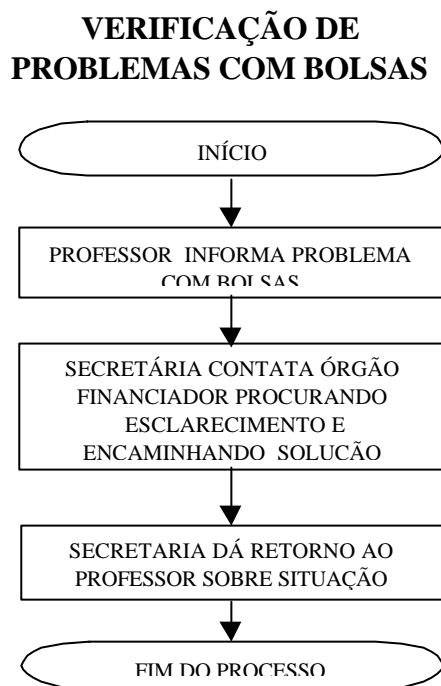 VERIFICAÇÃO DE
PROBLEMAS COM BOLSAS
INÍCIO
PROFESSOR INFORMA PROBLEMA
COM BOLSAS
SECRETÁRIA CONTATA ÓRGÃO
FINANCIADOR PROCURANDO
ESCLARECIMENTO E
ENCAMINHANDO SOLUCÃO
SECRETARIA DÁ RETORNO AO
PROFESSOR SOBRE SITUAÇÃO
FIM DO PROCESSO